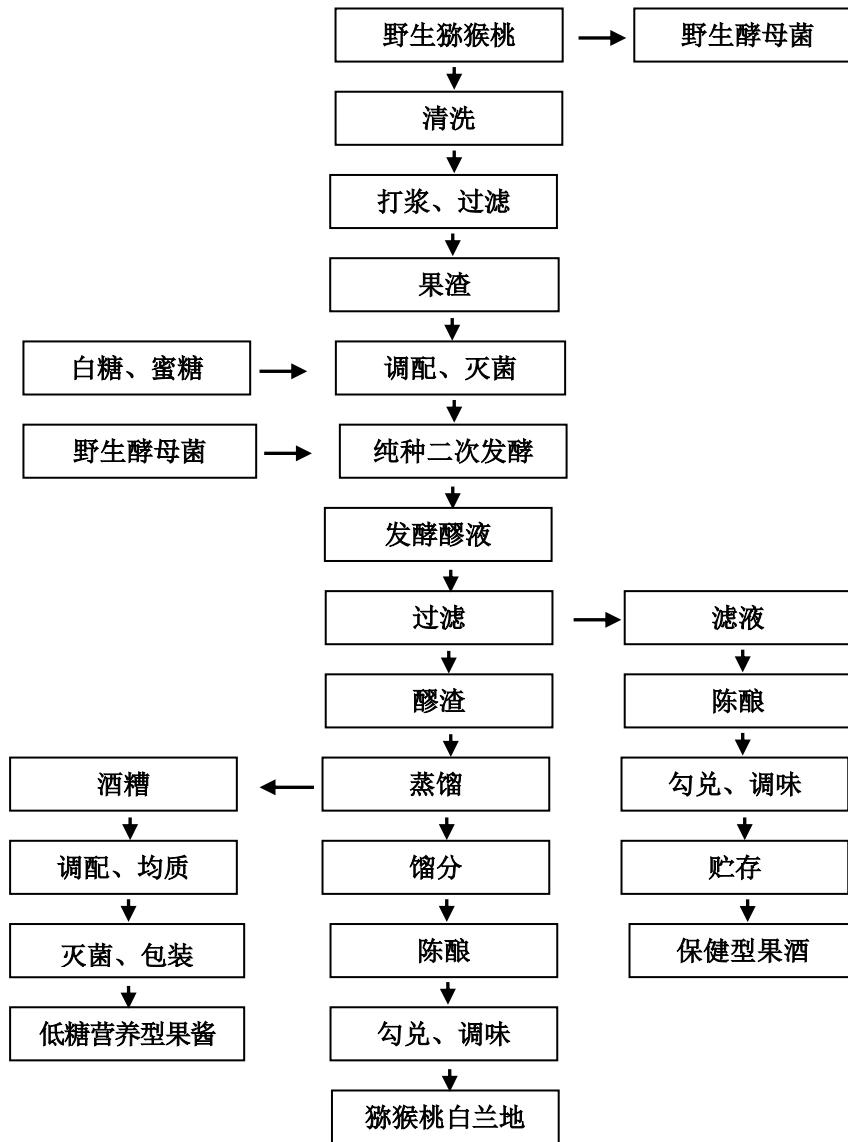 野生猕猴桃
野生酵母菌
清洗
打浆、过滤
果渣
白糖、蜜糖
调配、灭菌
野生酵母菌
纯种二次发酵
发酵醪液
过滤
滤液
醪渣
陈酿
酒糟
蒸馏
勾兑、调味
调配、均质
馏分
贮存
灭菌、包装
陈酿
保健型果酒
低糖营养型果酱
勾兑、调味
猕猴桃白兰地